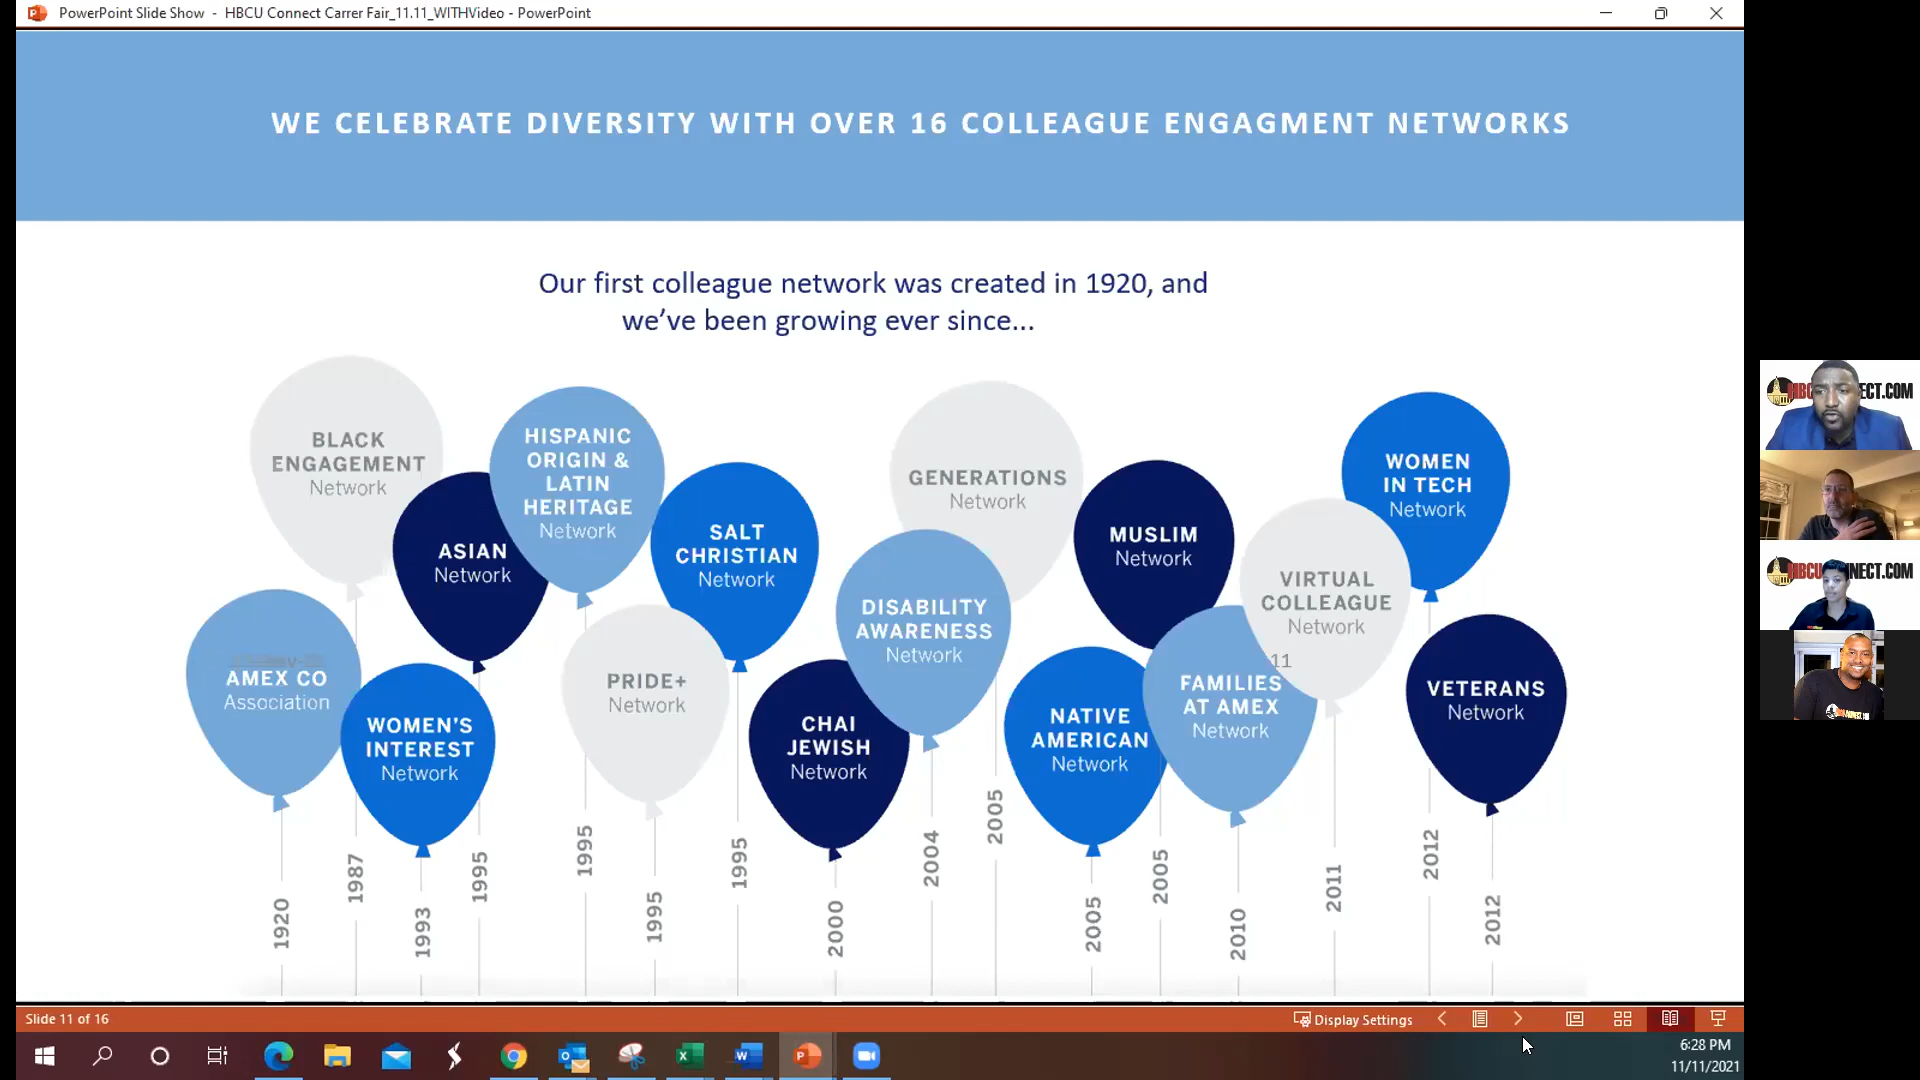 PowerPoint Slide Show - HBCU Connect Carrer Fair_11.11_WITHVideo - PowerPoint
WE CELEBRATE DIVERSITY WITH OVER 16 COLLEAGUE ENGAGMENT NETWORKS
Our first colleague network was created in 1920, and
we’ve been growing ever since...
BLACK
ENGAGEMENT
Network
HISPANIC
ORIGIN &
LATIN
HERITAGE
Network
GENERATIONS
Network
WOMEN
IN TECH
Network
ASIAN
Network
SALT
CHRISTIAN
Network
MUSLIM
Network
VIRTUAL
COLLEAGUE
Network
DISABILITY
AWARENESS
Network
AMEX CO
Association
WOMEN'S
INTEREST
Network
PRIDE+
Network
CHAI
JEWISH
Network
NATIVE
AMERICAN
Network
11
FAMILIES
AT AMEX
Network
VETERANS
Network
1920
1987
1993
1995
1995
1995
1995
2000
2004
2005
2005
2005
2010
2011
2012
2012
ECT.COM
HBCU
NNECT.COM
Slide 11 of 16
Display Settings
6:28 PM
11/11/2021